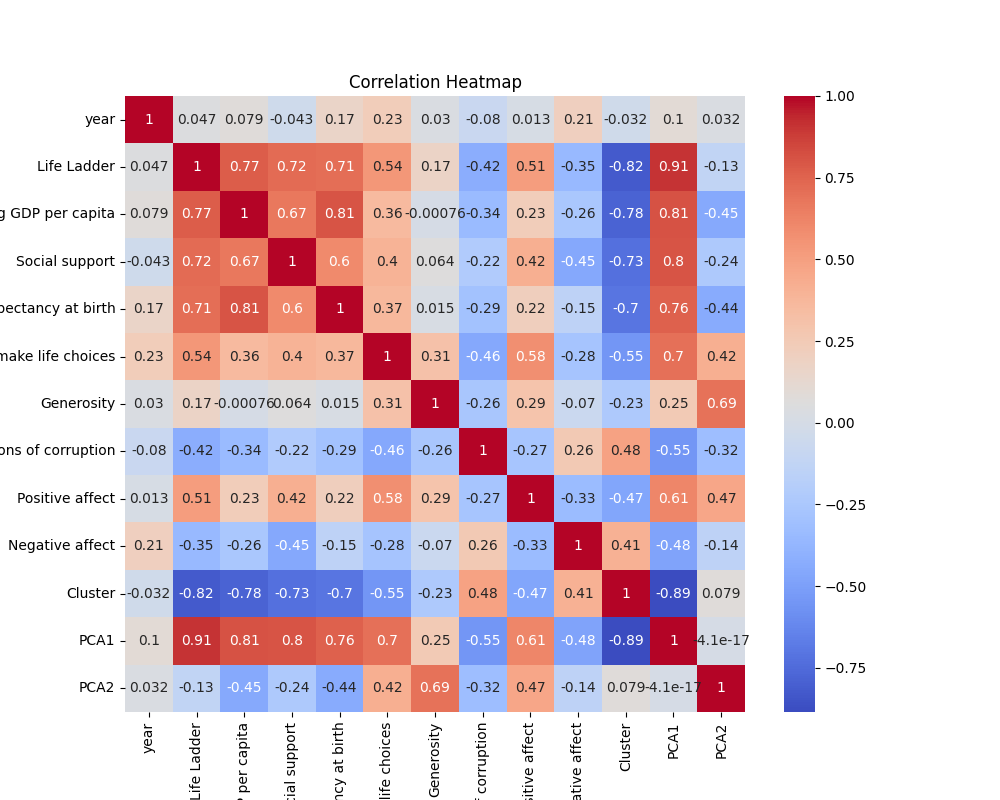 Correlation Heatmap
year 1 0.047 0.079 -0.043 0.17 0.23 0.03 -0.08 0.013 0.21 -0.032 0.1 0.032
Life Ladder 0.047 1 0.77 0.72 0.71 0.54 0.17 -0.42 0.51 -0.35 -0.82 0.91 -0.13
g GDP per capita 0.079 0.77 1 0.67 0.81 0.36 -0.00076 -0.34 0.23 -0.26 -0.78 0.81 -0.45
Social support -0.043 0.72 0.67 1 0.6 0.4 0.064 -0.22 0.42 -0.45 -0.73 0.8 -0.24
pectancy at birth 0.17 0.71 0.81 0.6 1 0.37 0.015 -0.29 0.22 -0.15 -0.7 0.76 -0.44
make life choices 0.23 0.54 0.36 0.4 0.37 1 0.31 -0.46 0.58 -0.28 -0.55 0.7 0.42
Generosity 0.03 0.17 -0.00076 0.064 0.015 0.31 1 -0.26 0.29 -0.07 -0.23 0.25 0.69
ons of corruption -0.08 -0.42 -0.34 -0.22 -0.29 -0.46 -0.26 1 -0.27 0.26 0.48 -0.55 -0.32
Positive affect 0.013 0.51 0.23 0.42 0.22 0.58 0.29 -0.27 1 -0.33 -0.47 0.61 0.47
Negative affect 0.21 -0.35 -0.26 -0.45 -0.15 -0.28 -0.07 0.26 -0.33 1 0.41 -0.48 -0.14
Cluster -0.032 -0.82 -0.78 -0.73 -0.7 -0.55 -0.23 0.48 -0.47 0.41 1 -0.89 0.079
PCA1 0.1 0.91 0.81 0.8 0.76 0.7 0.25 -0.55 0.61 -0.48 -0.89 1 -4.1e-17
PCA2 0.032 -0.13 -0.45 -0.24 -0.44 0.42 0.69 -0.32 0.47 -0.14 0.079 -4.1e-17 1
year
Life Ladder
P per capita
cial support
ncy at birth
life choices
Generosity
f corruption
sitive affect
ative affect
Cluster
PCA1
PCA2
1.00
0.75
0.50
0.25
0.00
−0.25
−0.50
−0.75